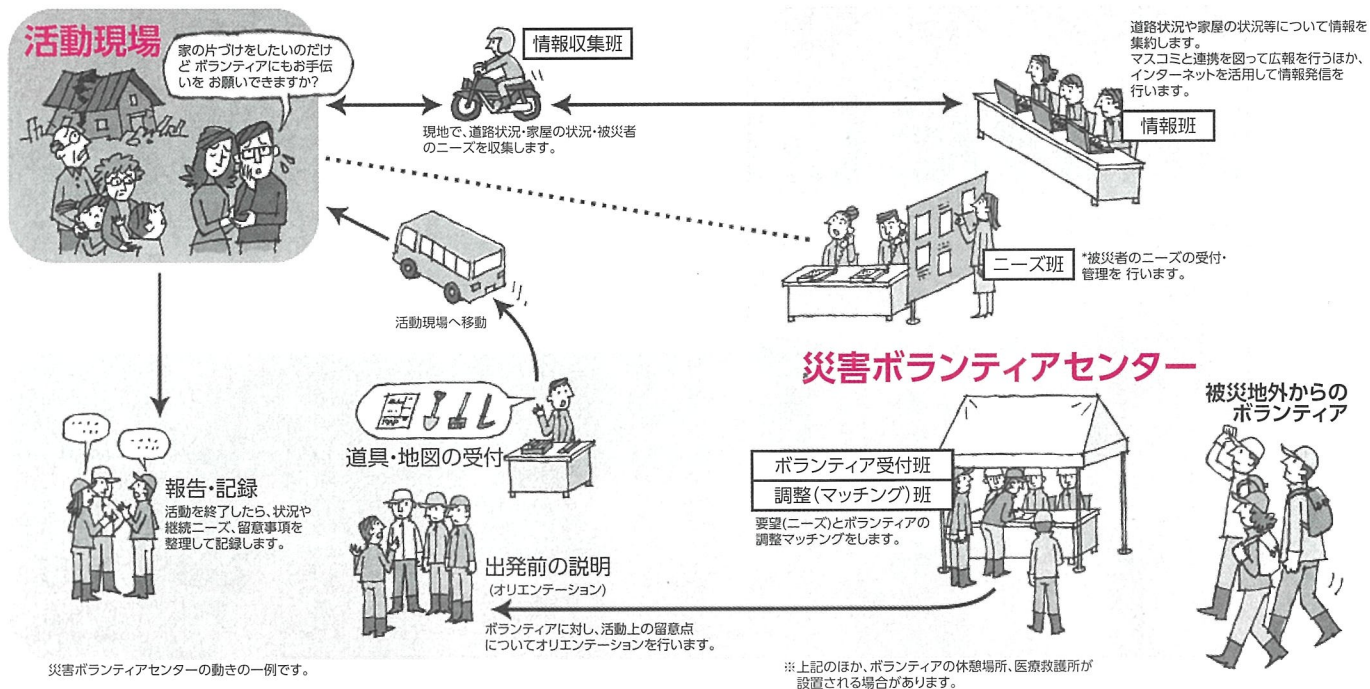 活動現場
家の片づけをしたいのだけ
ど ボランティアにもお手伝
いを お願いできますか?
情報収集班
現地で、道路状況・家屋の状況・被災者
のニーズを収集します。
道路状況や家屋の状況等について情報を
集約します。
マスコミと連携を図って広報を行うほか、
インターネットを活用して情報発信を
行います。
情報班
ニーズ班
*被災者のニーズの受付・
管理を 行います。
活動現場へ移動
災害ボランティアセンター
被災地外からの
ボランティア
ボランティア受付班
調整(マッチング)班
要望(ニーズ)とボランティアの
調整マッチングをします。
MAP
道具・地図の受付
報告・記録
活動を終了したら、状況や
継続ニーズ、留意事項を
整理して記録します。
出発前の説明
(オリエンテーション)
ボランティアに対し、活動上の留意点
についてオリエンテーションを行います。
災害ボランティアセンターの動きの一例です。
※上記のほか、ボランティアの休憩場所、医療救護所が
設置される場合があります。